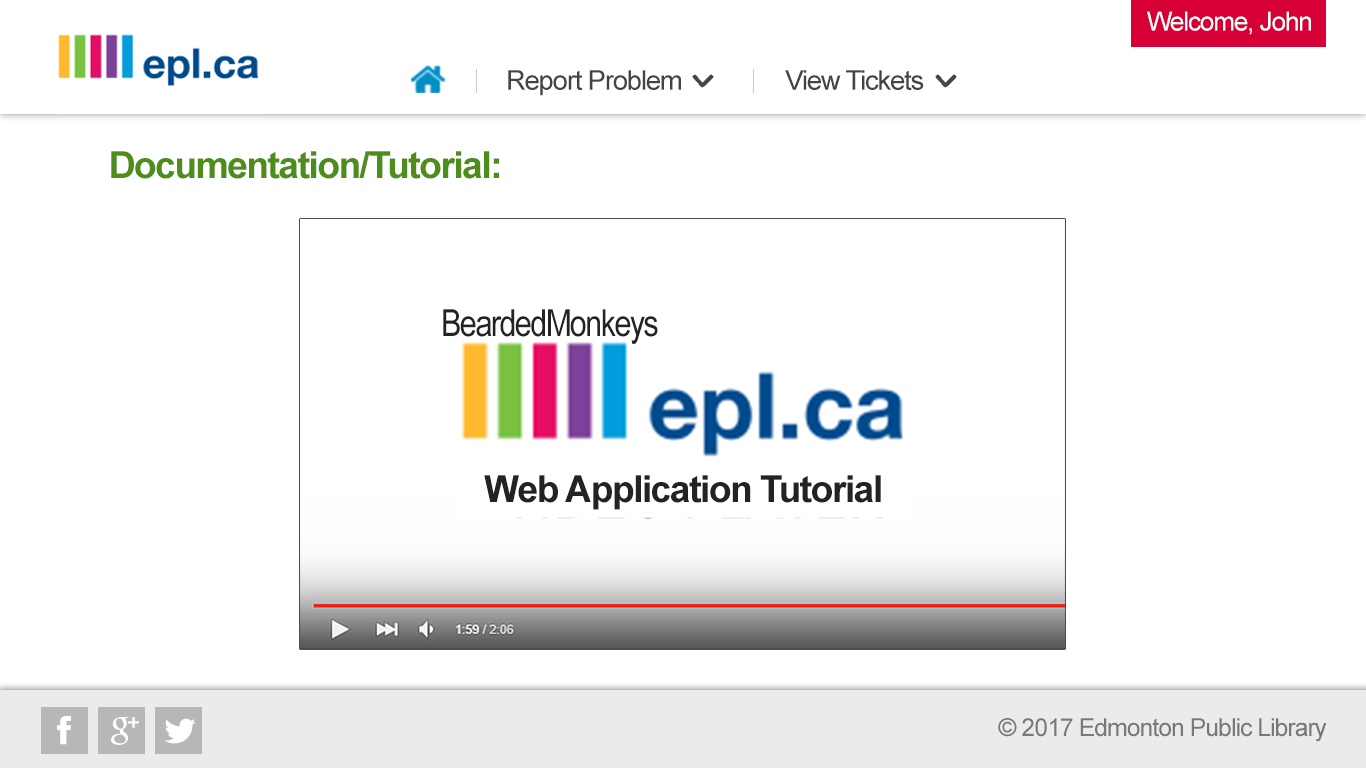 Welcome, John
epl.ca
Report Problem
View Tickets
Documentation/Tutorial:
BeardedMonkeys
epl.ca
Web Application Tutorial
1:59 / 2:06
f
g+
© 2017 Edmonton Public Library